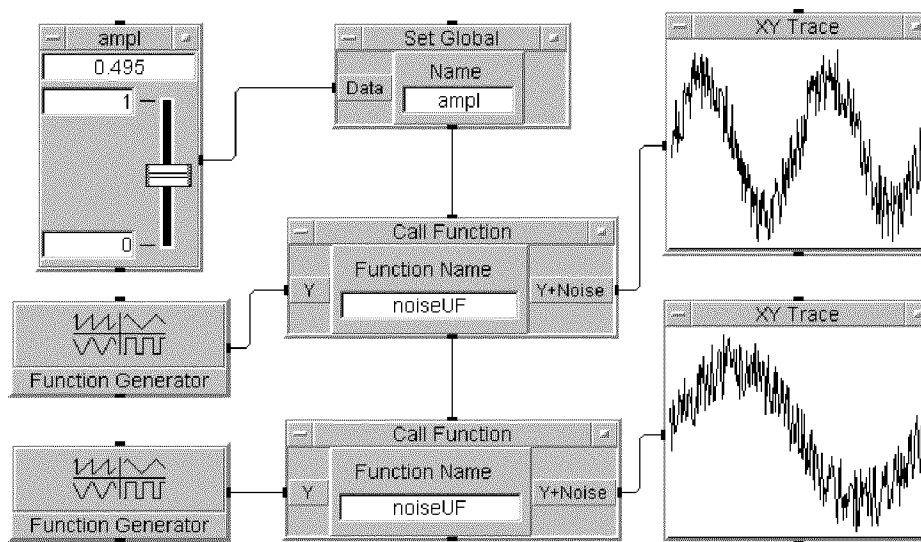 ampl
0.495
1
0
Set Global
Data
Name
ampl
XY Trace
Call Function
Y
Function Name
noiseUF
Y+Noise
Function Generator
XY Trace
Call Function
Y
Function Name
noiseUF
Y+Noise
Function Generator